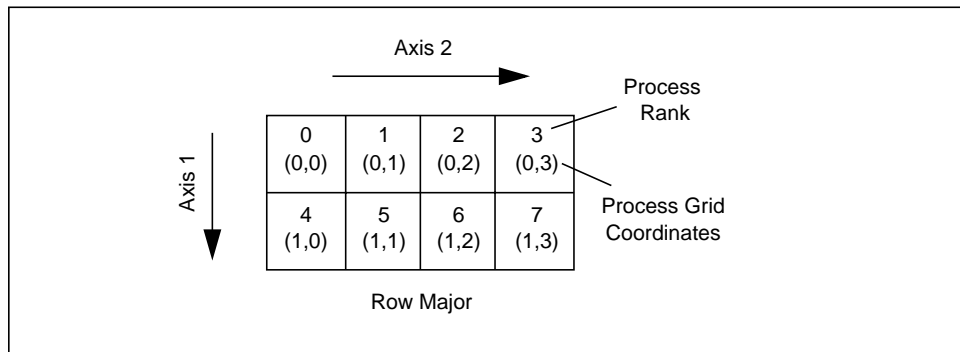 Axis 2
Process
Rank
Axis 1
0 1 2 3
(0,0) (0,1) (0,2) (0,3)
Process Grid
Coordinates
4 5 6 7
(1,0) (1,1) (1,2) (1,3)
Row Major